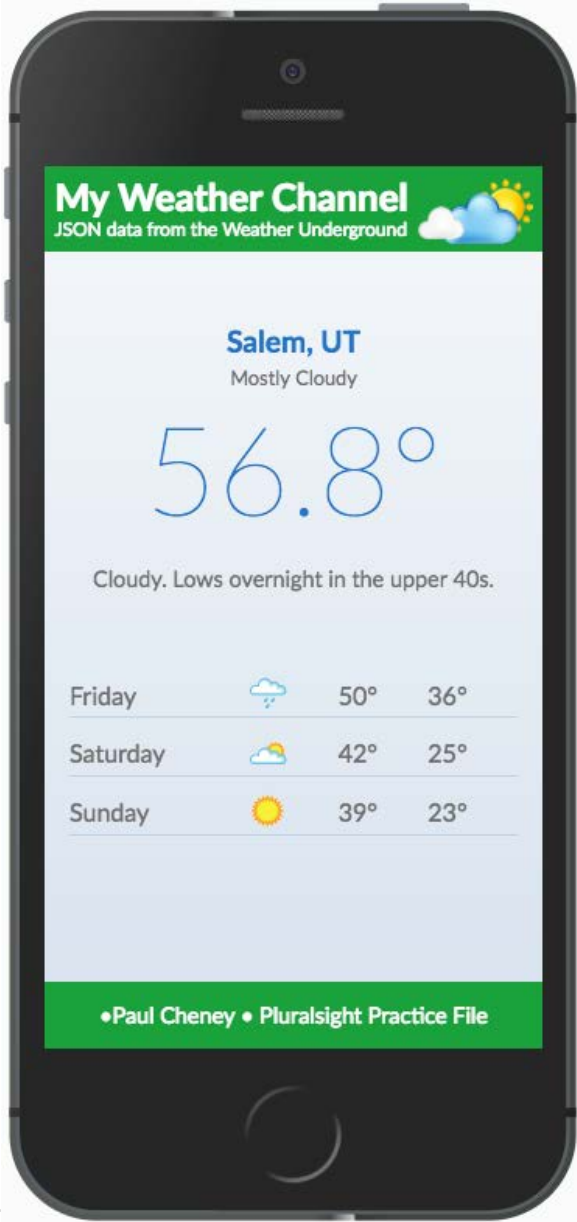 My Weather Channel
JSON data from the Weather Underground
Salem, UT
Mostly Cloudy
56.8°
Cloudy. Lows overnight in the upper 40s.
Friday 50° 36°
Saturday 42° 25°
Sunday 39° 23°
•Paul Cheney • Pluralsight Practice File